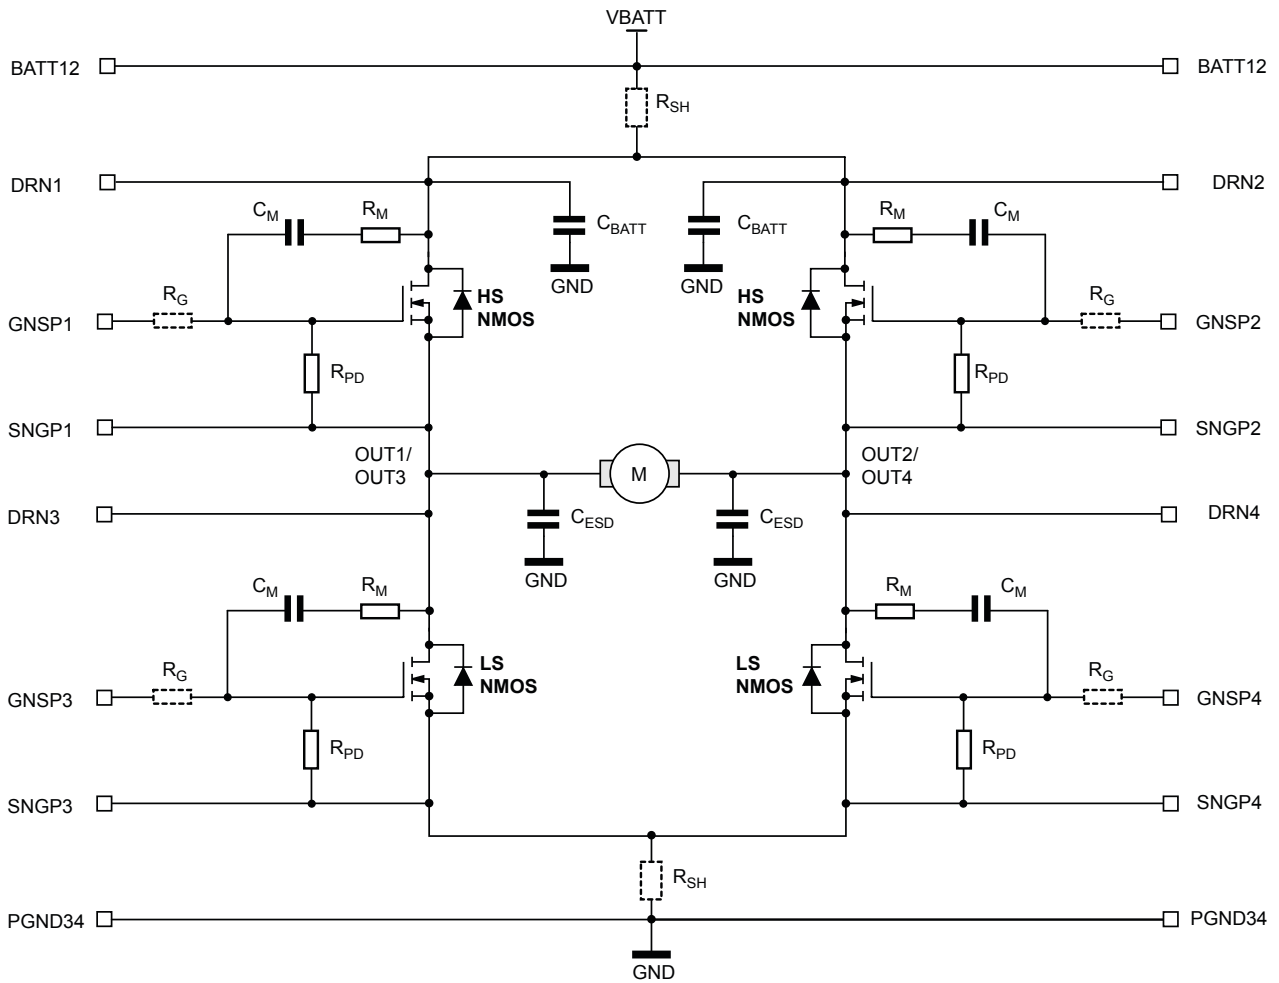 VBATT
BATT12
BATT12
RSH
DRN1
DRN2
CM
RM
CBATT
CBATT
RM
CM
GND
GND
RG
HS
NMOS
HS
NMOS
RG
GNSP1
GNSP2
RPD
RPD
SNGP1
SNGP2
OUT1/
OUT3
M
OUT2/
OUT4
DRN3
CESD
CESD
DRN4
GND
GND
CM
RM
RM
CM
RG
LS
NMOS
LS
NMOS
RG
GNSP3
GNSP4
RPD
RPD
SNGP3
SNGP4
RSH
PGND34
PGND34
GND